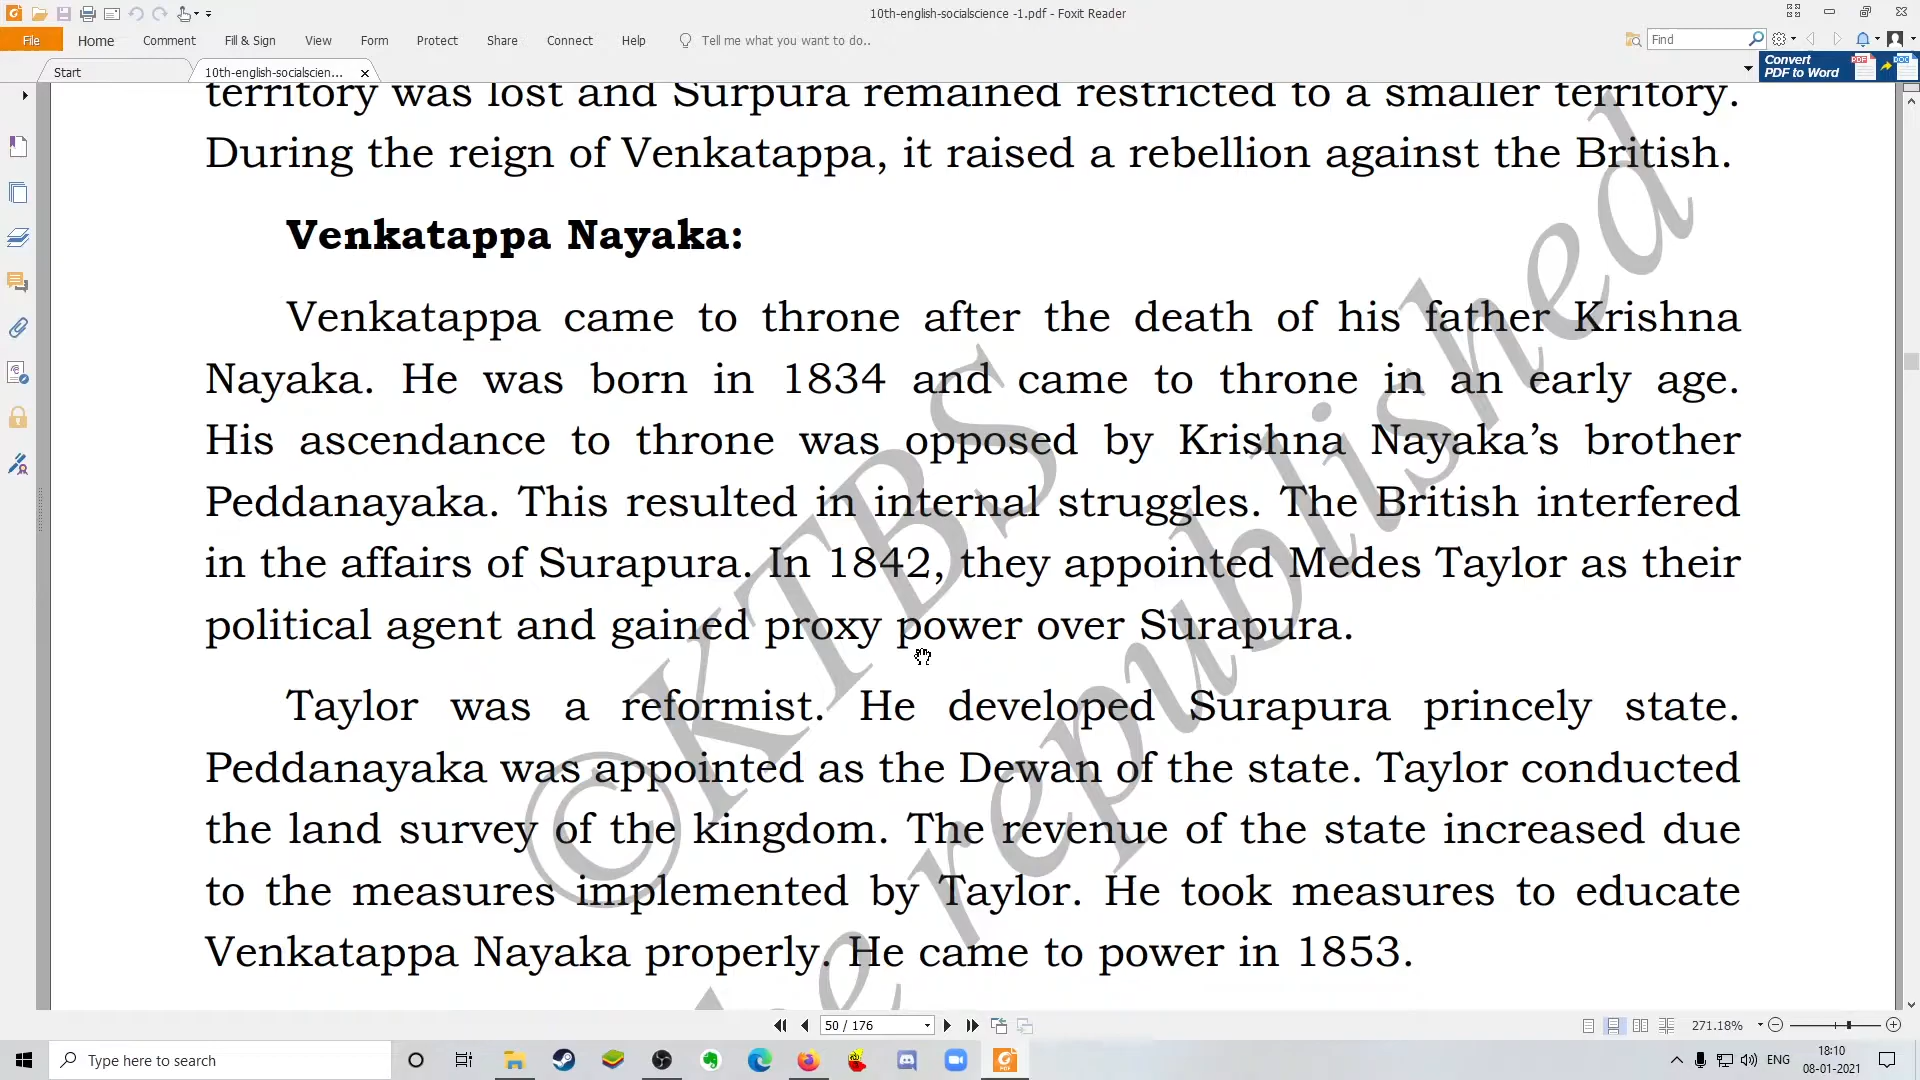 10th-english-socialscience -1.pdf - Foxit Reader
File Home Comment Fill & Sign View Form Protect Share Connect Help Tell me what you want to do.. Find
Start 10th-english-socialscien... Convert PDF to Word
territory was lost and Surpura remained restricted to a smaller territory.
During the reign of Venkatappa, it raised a rebellion against the British.
Venkatappa Nayaka:
Venkatappa came to throne after the death of his father Krishna
Nayaka. He was born in 1834 and came to throne in an early age.
His ascendance to throne was opposed by Krishna Nayaka’s brother
Peddanayaka. This resulted in internal struggles. The British interfered
in the affairs of Surapura. In 1842, they appointed Medes Taylor as their
political agent and gained proxy power over Surapura.
Taylor was a reformist. He developed Surapura princely state.
Peddanayaka was appointed as the Dewan of the state. Taylor conducted
the land survey of the kingdom. The revenue of the state increased due
to the measures implemented by Taylor. He took measures to educate
Venkatappa Nayaka properly. He came to power in 1853.
©KTBS
be republished
50 / 176 271.18%
Type here to search ENG 18:10
08-01-2021